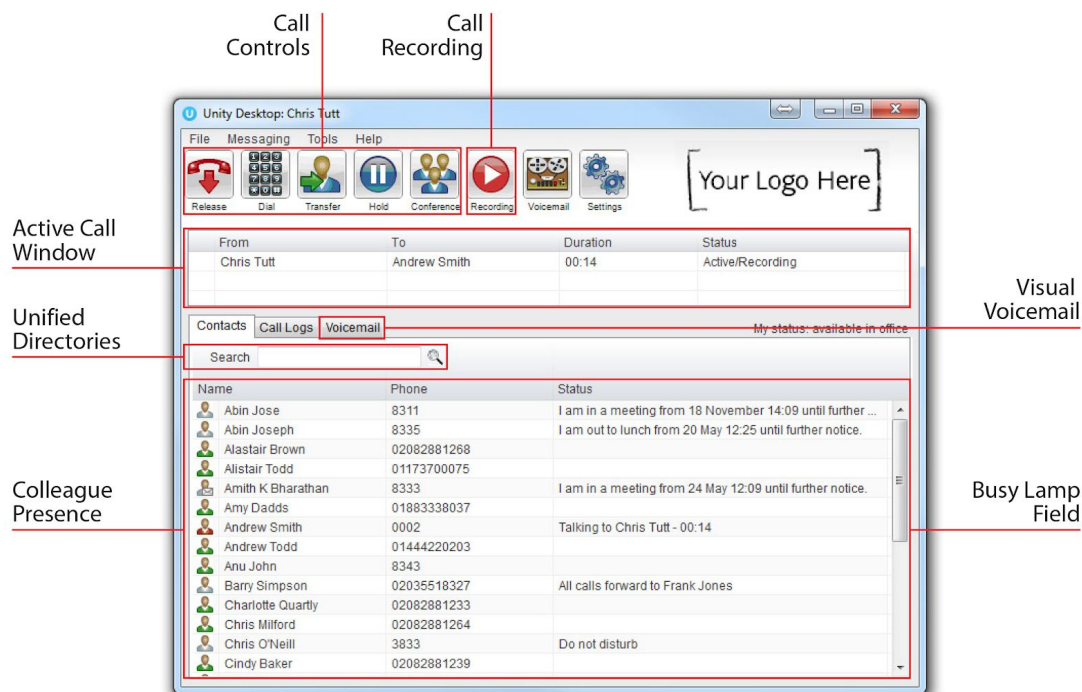 Call
Controls
Call
Recording
Unity Desktop: Chris Tutt
File Messaging Tools Help
Release Dial Transfer Hold Conference Recording Voicemail Settings
Your Logo Here
Active Call
Window
From To Duration Status
Chris Tutt Andrew Smith 00:14 Active/Recording
Visual
Voicemail
Unified
Directories
Contacts Call Logs Voicemail My status: available in office
Search
Name Phone Status
Abin Jose 8311 I am in a meeting from 18 November 14:09 until further ...
Abin Joseph 8335 I am out to lunch from 20 May 12:25 until further notice.
Alastair Brown 02082881268
Alistair Todd 01173700075
Amith K Bharathan 8333 I am in a meeting from 24 May 12:09 until further notice.
Amy Dadds 01883338037
Andrew Smith 0002 Talking to Chris Tutt - 00:14
Andrew Todd 01444220203
Anu John 8343
Barry Simpson 02035518327 All calls forward to Frank Jones
Charlotte Quartly 02082881233
Chris Milford 02082881264
Chris O'Neill 3833 Do not disturb
Cindy Baker 02082881239
Colleague
Presence
Busy Lamp
Field